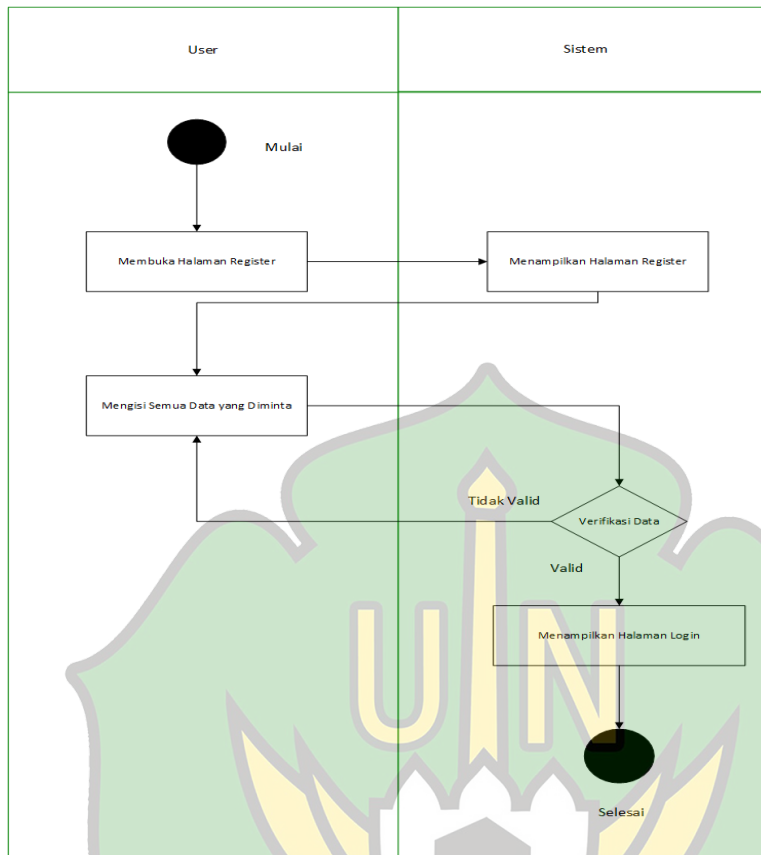 User
Sistem
Mulai
Membuka Halaman Register
Menampilkan Halaman Register
Mengisi Semua Data yang Diminta
Tidak Valid
Verifikasi Data
Valid
Menampilkan Halaman Login
UIN
Selesai